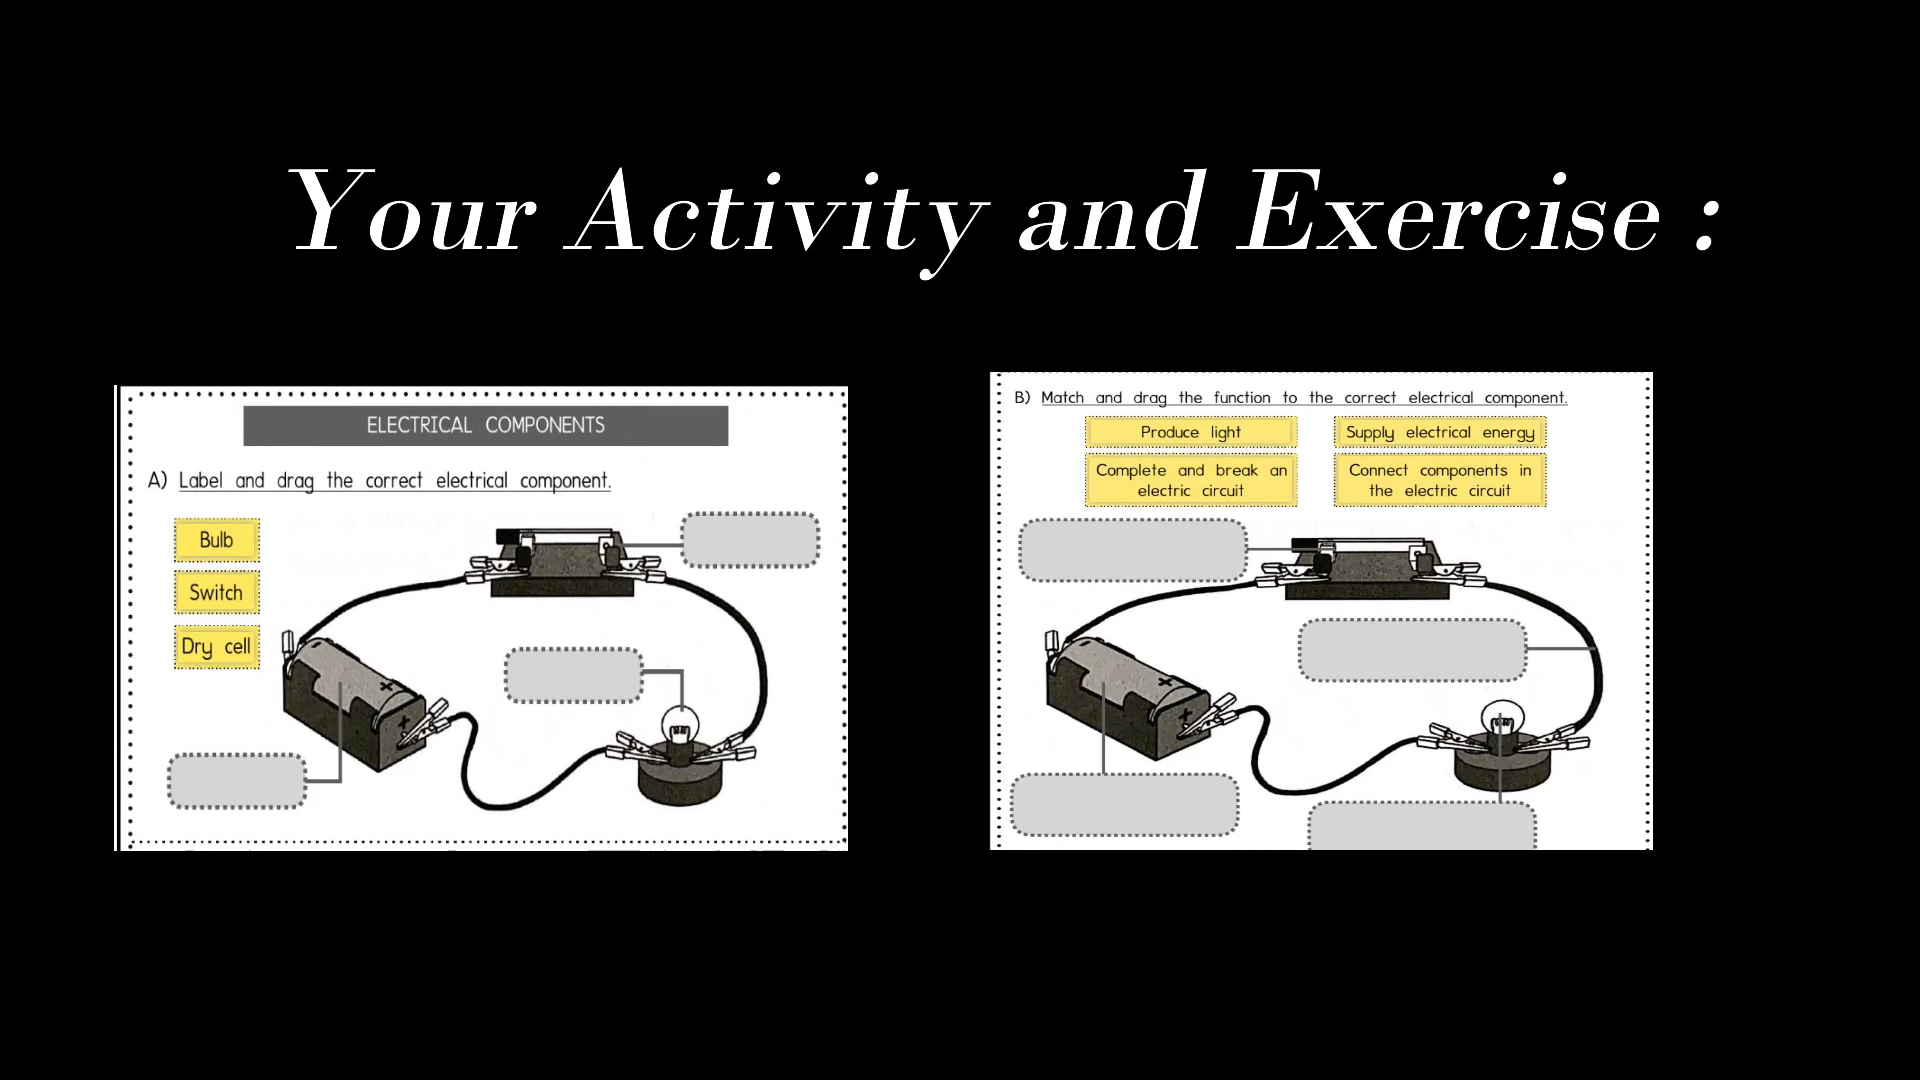 Your Activity and Exercise :
ELECTRICAL COMPONENTS
A) Label and drag the correct electrical component.
Bulb
Switch
Dry cell
+
+
B) Match and drag the function to the correct electrical component.
Produce light
Supply electrical energy
Complete and break an
electric circuit
Connect components in
the electric circuit
+
+